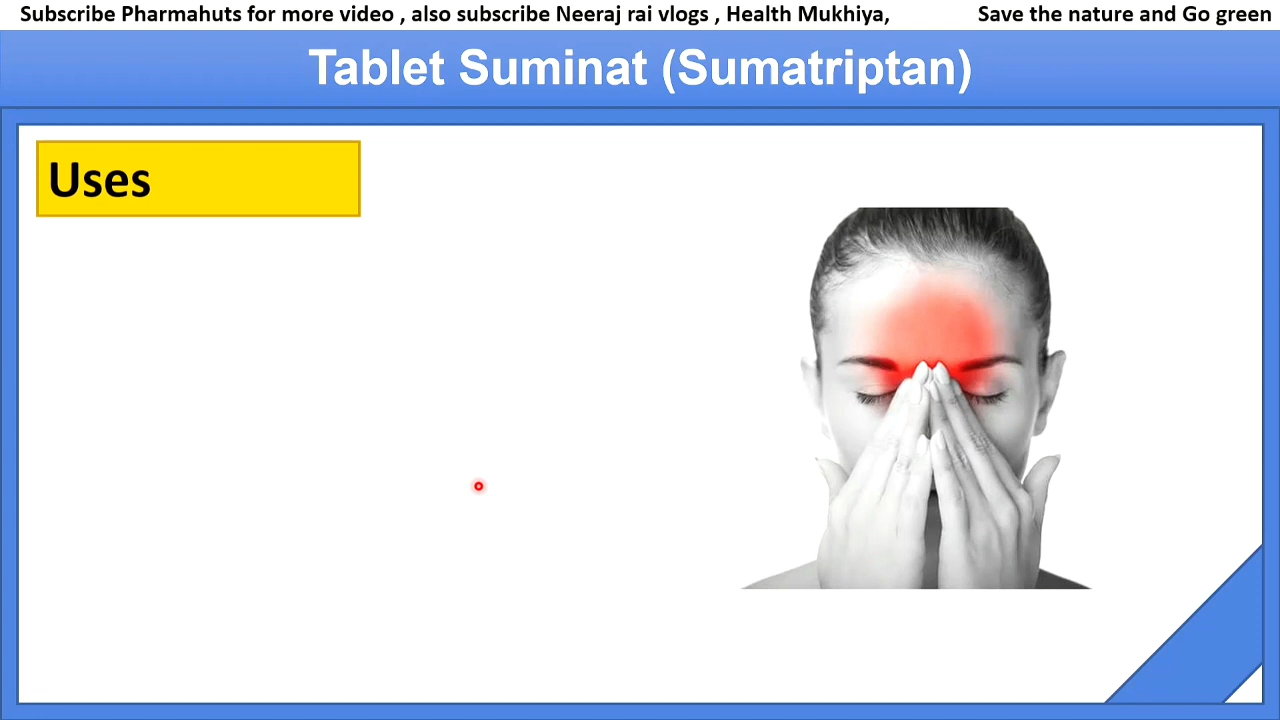 Subscribe Pharmahuts for more video , also subscribe Neeraj rai vlogs , Health Mukhiya, Save the nature and Go green
Tablet Suminat (Sumatriptan)
Uses